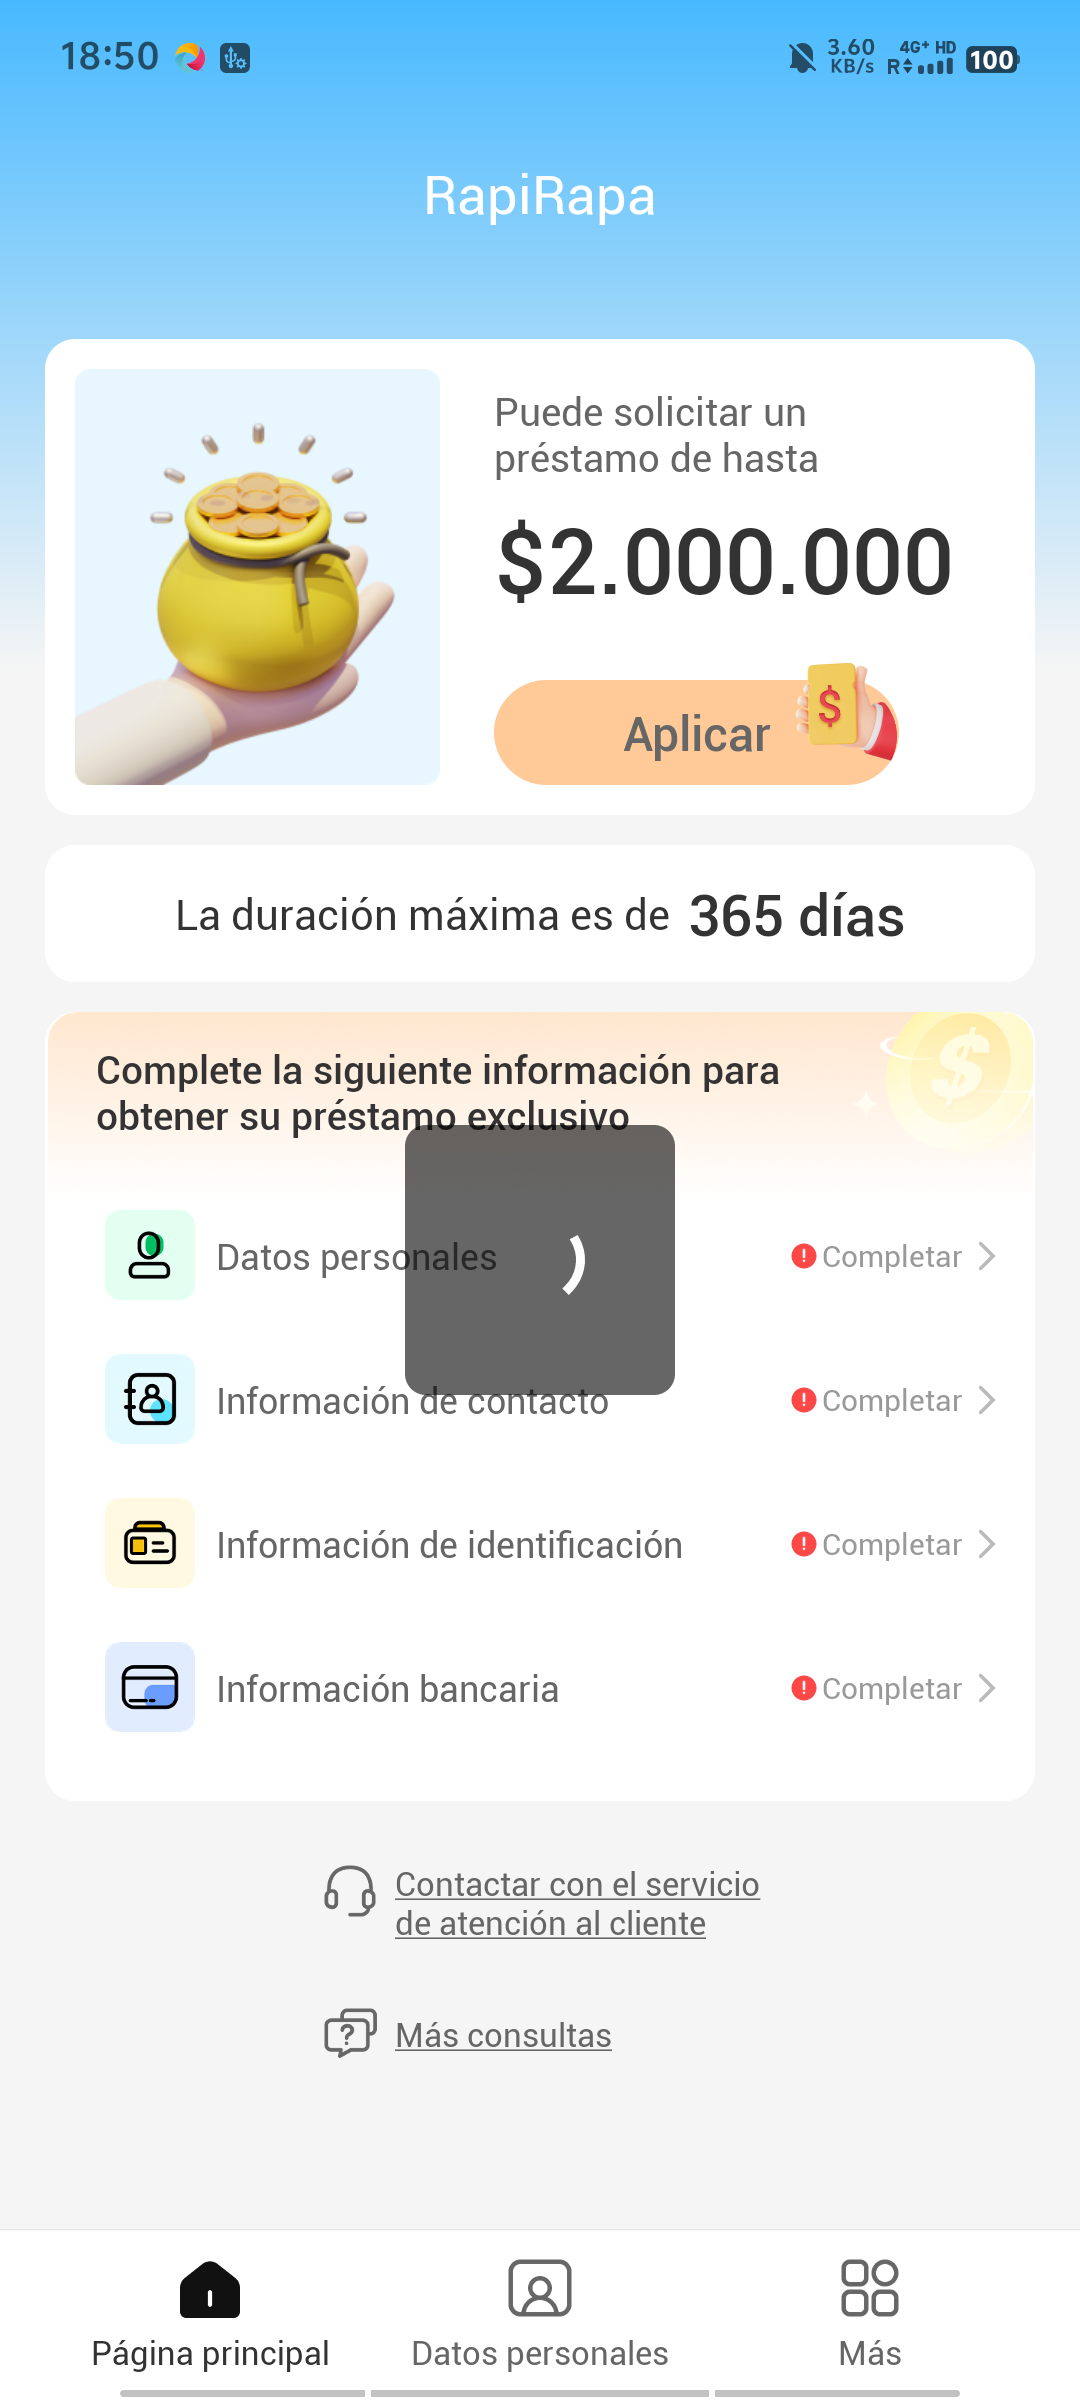 18:50
3.60 KB/s
4G+ HD
R
100
RapiRapa
Puede solicitar un
préstamo de hasta
$2.000.000
Aplicar
$
La duración máxima es de 365 días
Complete la siguiente información para
obtener su préstamo exclusivo
$
Datos personales
Completar
Información de contacto
Completar
Información de identificación
Completar
Información bancaria
Completar
Contactar con el servicio
de atención al cliente
Más consultas
Página principal
Datos personales
Más